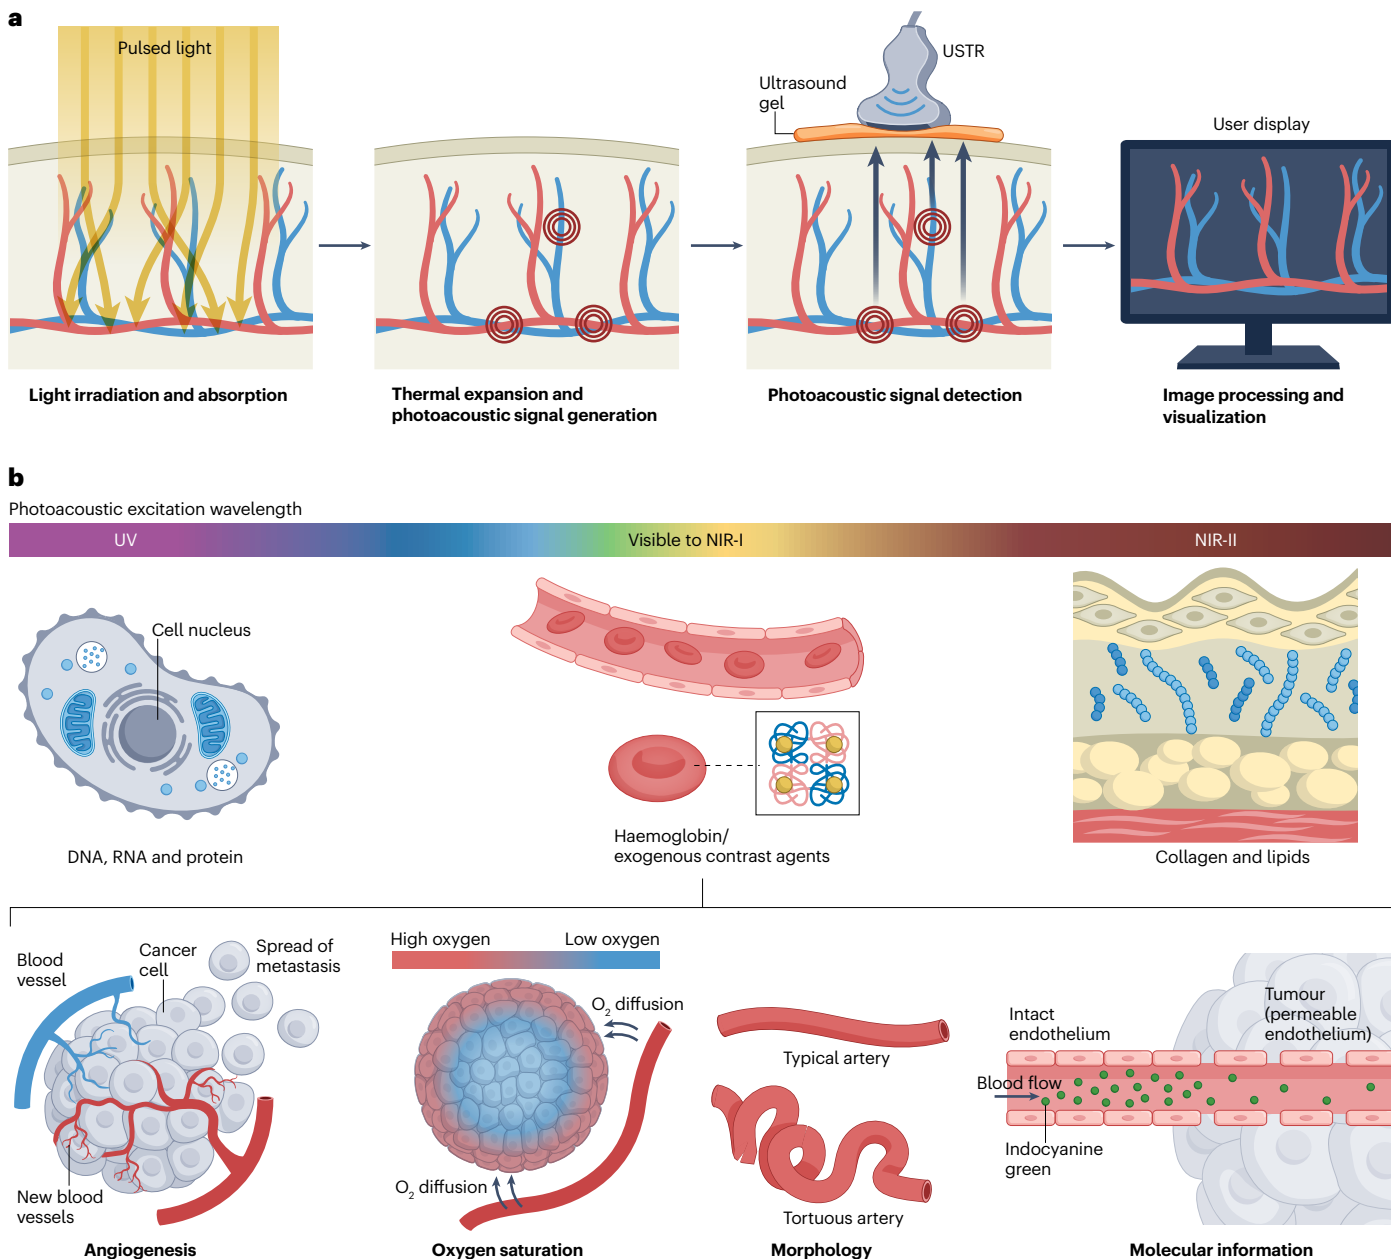 a
Pulsed light
USTR
Ultrasound
gel
User display
Light irradiation and absorption
Thermal expansion and
photoacoustic signal generation
Photoacoustic signal detection
Image processing and
visualization
b
Photoacoustic excitation wavelength
UV
Visible to NIR-I
NIR-II
Cell nucleus
DNA, RNA and protein
Haemoglobin/
exogenous contrast agents
Collagen and lipids
Blood
vessel
Cancer
cell
Spread of
metastasis
New blood
vessels
Angiogenesis
High oxygen
Low oxygen
O₂ diffusion
O₂ diffusion
Oxygen saturation
Typical artery
Tortuous artery
Morphology
Intact
endothelium
Tumour
(permeable
endothelium)
Blood flow
Indocyanine
green
Molecular information